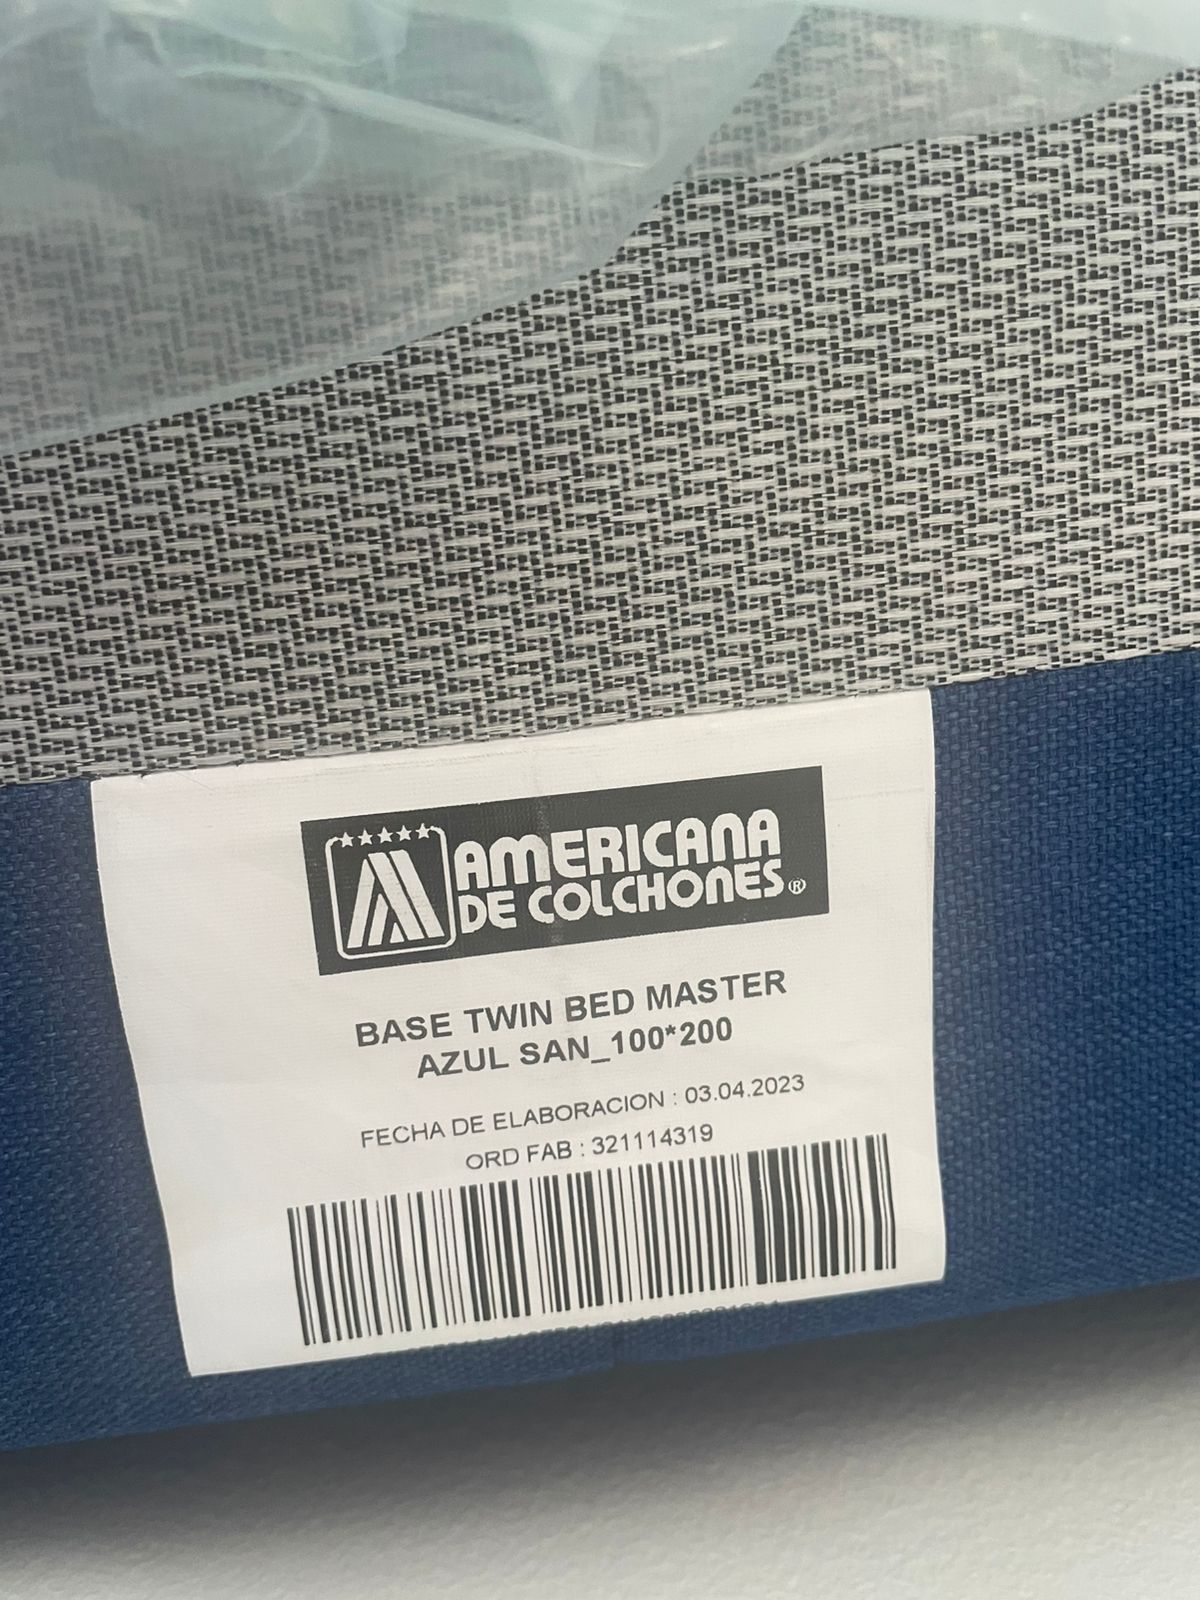 AMERICANA
DE COLCHONES®
BASE TWIN BED MASTER
AZUL SAN_100*200
FECHA DE ELABORACION : 03.04.2023
ORD FAB : 321114319